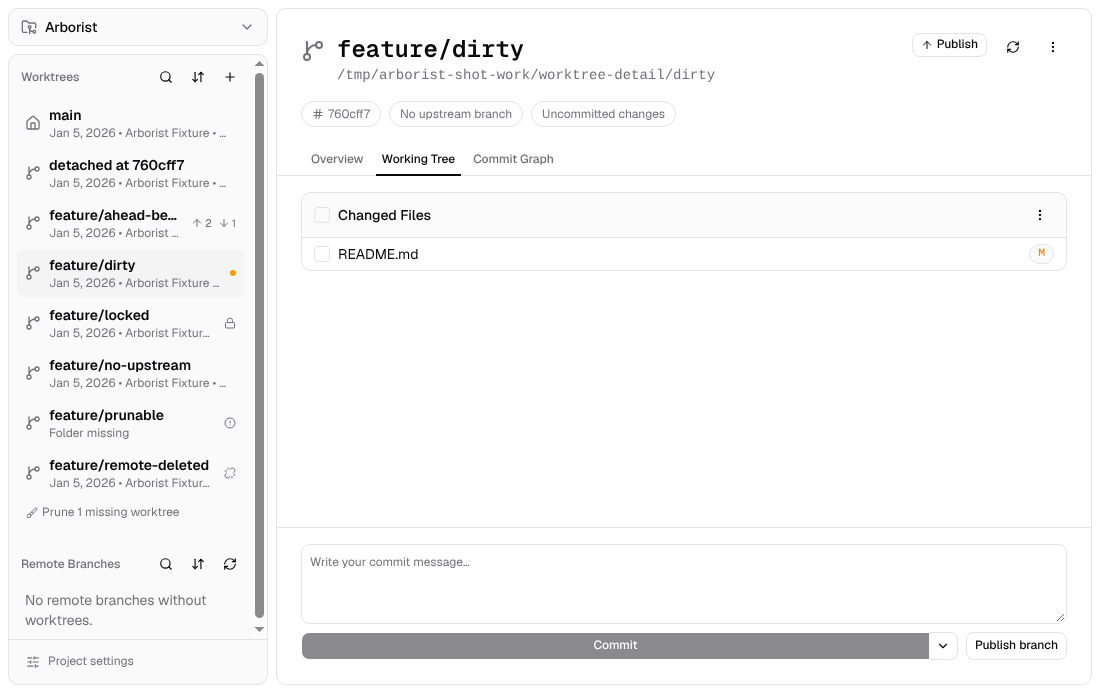 Arborist
Worktrees
main
Jan 5, 2026 • Arborist Fixture • ...
detached at 760cff7
Jan 5, 2026 • Arborist Fixture • ...
feature/ahead-be...
↑ 2 ↓ 1
Jan 5, 2026 • Arborist ...
feature/dirty
Jan 5, 2026 • Arborist Fixture ...
feature/locked
Jan 5, 2026 • Arborist Fixtur...
feature/no-upstream
Jan 5, 2026 • Arborist Fixture • ...
feature/prunable
Folder missing
feature/remote-deleted
Jan 5, 2026 • Arborist Fixtur...
Prune 1 missing worktree
Remote Branches
No remote branches without
worktrees.
Project settings
feature/dirty
/tmp/arborist-shot-work/worktree-detail/dirty
↑ Publish
# 760cff7
No upstream branch
Uncommitted changes
Overview
Working Tree
Commit Graph
Changed Files
README.md
M
Write your commit message...
Commit
Publish branch